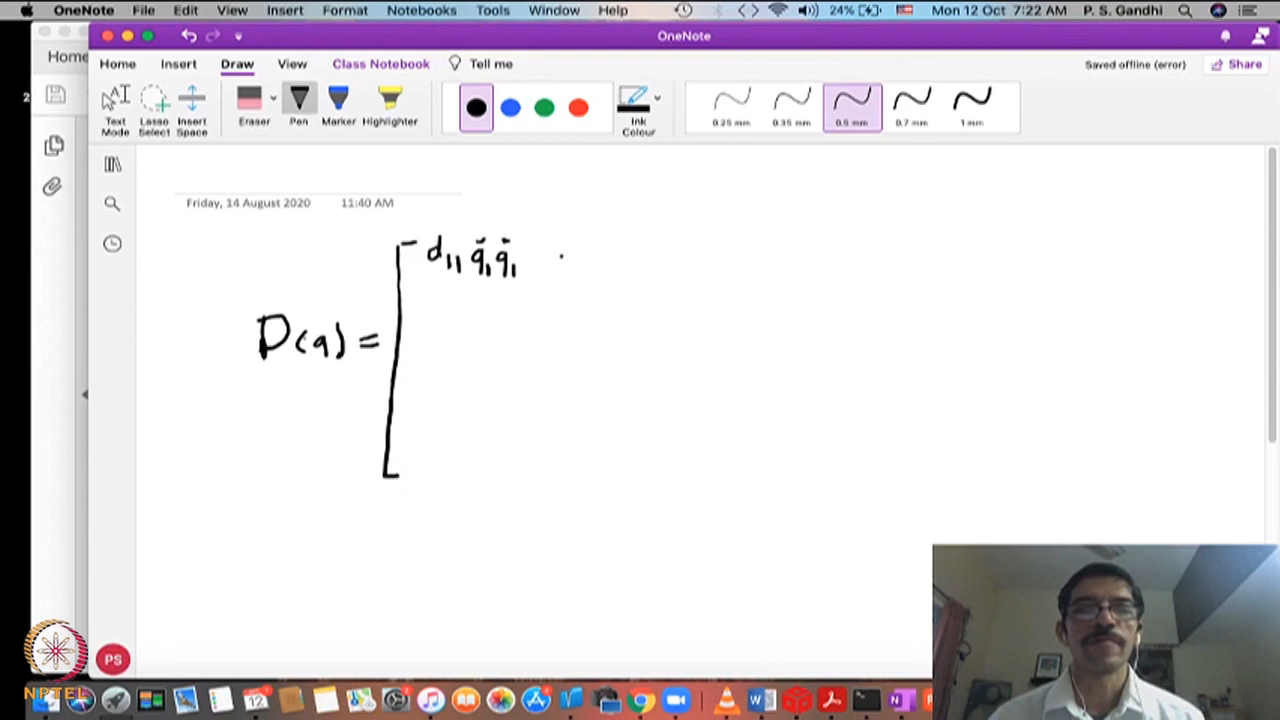 OneNote File Edit View Insert Format Notebooks Tools Window Help 24% Mon 12 Oct 7:22 AM P. S. Gandhi
OneNote
Home
Home Insert Draw View Class Notebook Tell me Saved offline (error) Share
2
Text Mode
Lasso Select
Insert Space
Eraser
Pen
Marker
Highlighter
Ink Colour
0.25 mm 0.35 mm 0.5 mm 0.7 mm 1 mm
Friday, 14 August 2020 11:40 AM
d₁₁ q̇₁ q̇₁
D(q) =
PS
NPTEL